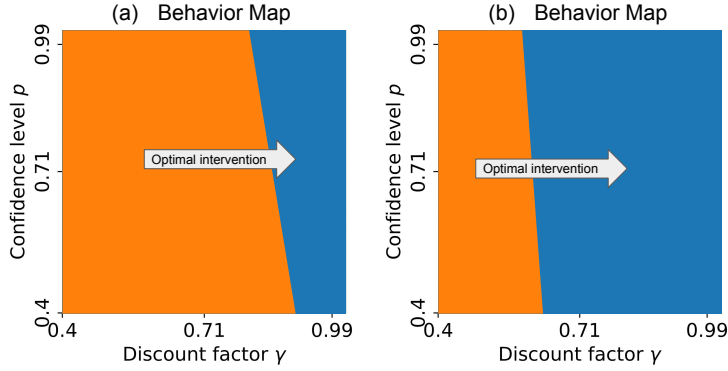 (a) Behavior Map
Confidence level p
0.99
0.71
0.4
Optimal intervention
0.4 0.71 0.99
Discount factor γ
(b) Behavior Map
Confidence level p
0.99
0.71
0.4
Optimal intervention
0.4 0.71 0.99
Discount factor γ